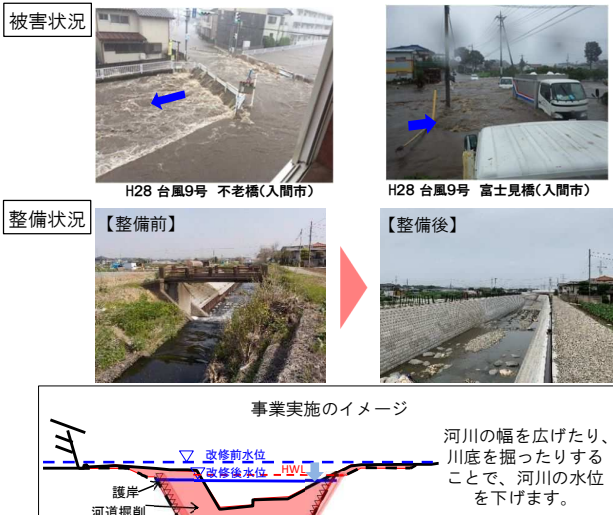 被害状況
H28 台風9号 不老橋(入間市)
H28 台風9号 富士見橋(入間市)
整備状況
【整備前】
【整備後】
事業実施のイメージ
改修前水位
改修後水位
HWL
護岸
河道掘削
河川の幅を広げたり、
川底を掘ったりする
ことで、河川の水位
を下げます。